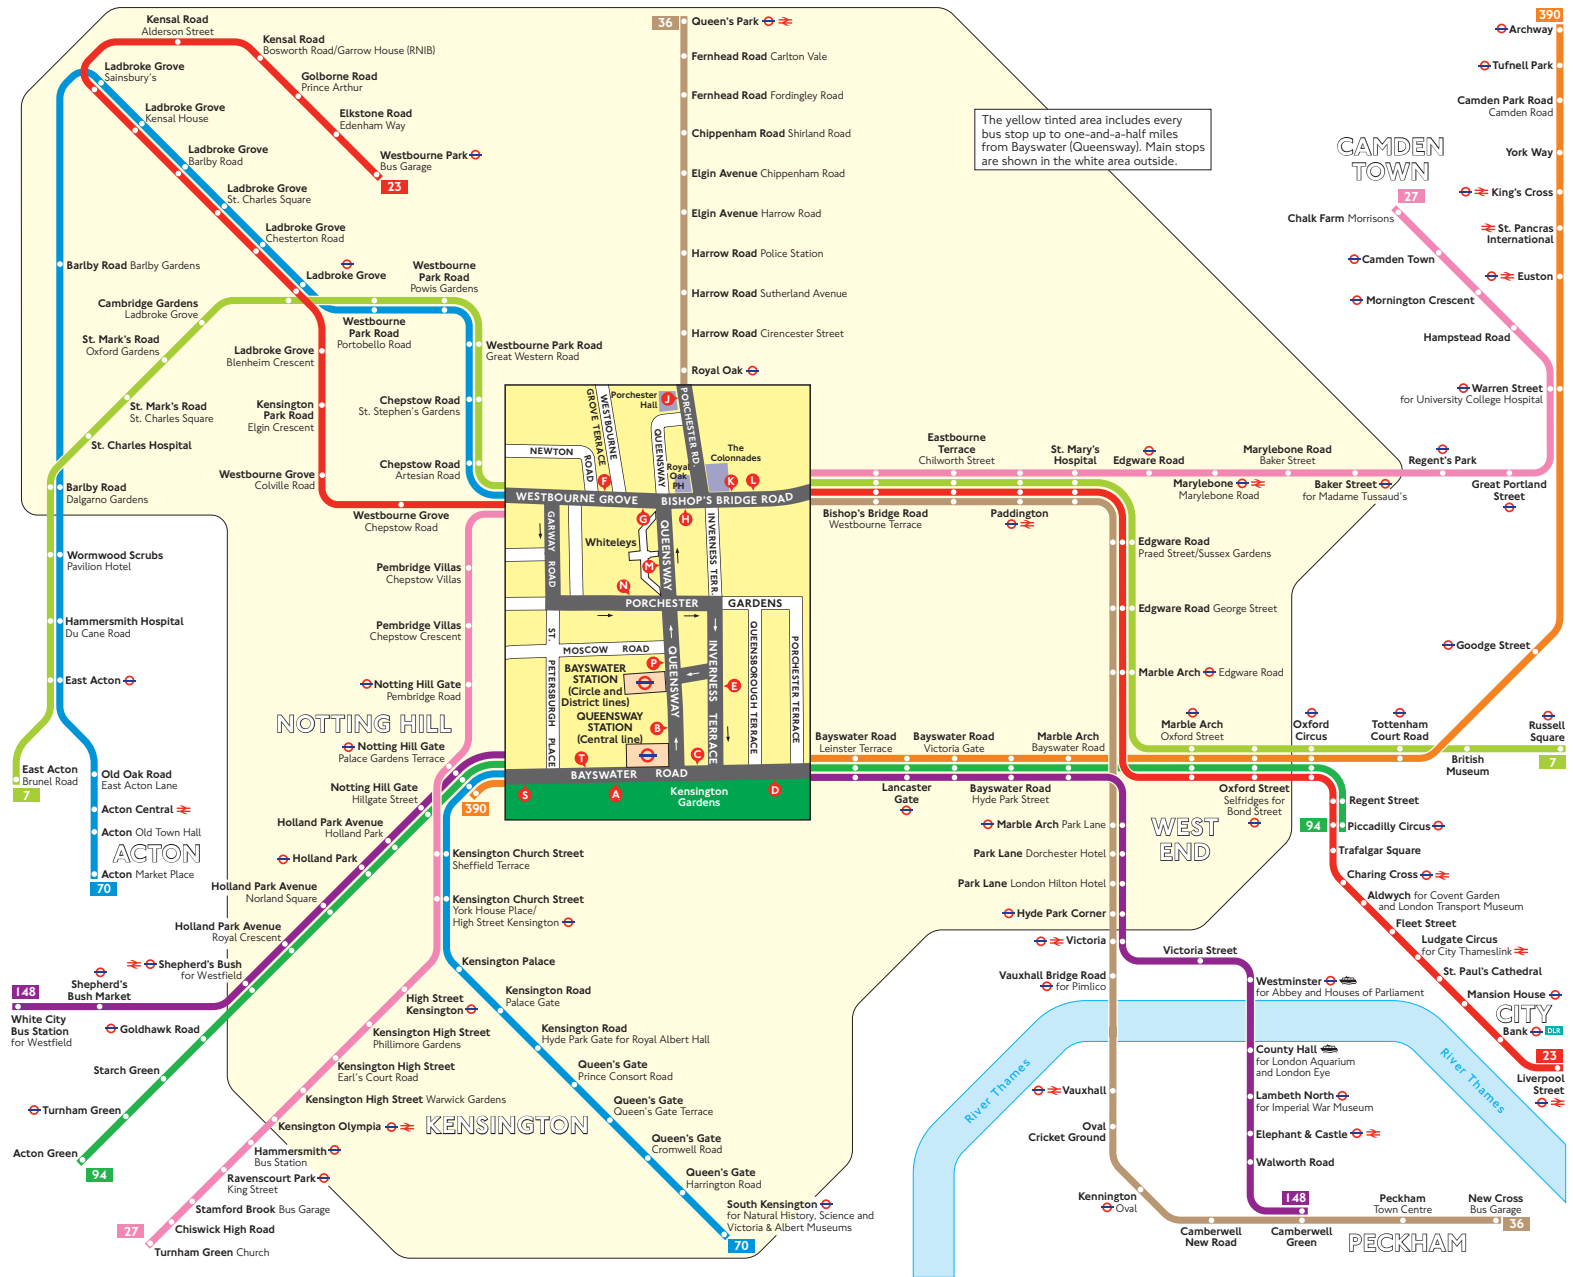 Kensal Road
Alderson Street
Kensal Road
Bosworth Road/Garrow House (RNIB)
Ladbroke Grove
Sainsbury's
Golborne Road
Prince Arthur
Ladbroke Grove
Kensal House
Elkstone Road
Edenham Way
Ladbroke Grove
Barlby Road
Westbourne Park
Bus Garage
23
Ladbroke Grove
St. Charles Square
Ladbroke Grove
Chesterton Road
Ladbroke Grove
Barlby Road Barlby Gardens
Westbourne
Park Road
Powis Gardens
Cambridge Gardens
Ladbroke Grove
Westbourne
Park Road
Portobello Road
St. Mark's Road
Oxford Gardens
Ladbroke Grove
Blenheim Crescent
Westbourne Park Road
Great Western Road
St. Mark's Road
St. Charles Square
Kensington
Park Road
Elgin Crescent
Chepstow Road
St. Stephen's Gardens
St. Charles Hospital
Chepstow Road
Artesian Road
Westbourne Grove
Colville Road
Barlby Road
Dalgarno Gardens
Westbourne Grove
Chepstow Road
Wormwood Scrubs
Pavilion Hotel
Pembridge Villas
Chepstow Villas
Hammersmith Hospital
Du Cane Road
Pembridge Villas
Chepstow Crescent
East Acton
Notting Hill Gate
Pembridge Road
NOTTING HILL
Notting Hill Gate
Palace Gardens Terrace
East Acton
Brunel Road
7
Old Oak Road
East Acton Lane
Acton Central
Acton Old Town Hall
ACTON
Acton Market Place
70
Notting Hill Gate
Hillgate Street
390
Holland Park Avenue
Holland Park
Holland Park
Holland Park Avenue
Norland Square
Holland Park Avenue
Royal Crescent
Shepherd's Bush
for Westfield
Shepherd's
Bush Market
148
White City
Bus Station
for Westfield
Goldhawk Road
Starch Green
Turnham Green
Acton Green
94
Kensington Church Street
Sheffield Terrace
Kensington Church Street
York House Place/
High Street Kensington
Kensington Palace
High Street
Kensington
Kensington Road
Palace Gate
Kensington High Street
Phillimore Gardens
Kensington Road
Hyde Park Gate for Royal Albert Hall
Kensington High Street
Earl's Court Road
Queen's Gate
Prince Consort Road
Kensington High Street Warwick Gardens
Queen's Gate
Queen's Gate Terrace
Kensington Olympia
KENSINGTON
Queen's Gate
Cromwell Road
Hammersmith
Bus Station
Queen's Gate
Harrington Road
Ravenscourt Park
King Street
Stamford Brook Bus Garage
South Kensington
for Natural History, Science and
Victoria & Albert Museums
70
Chiswick High Road
27
Turnham Green Church
36
Queen's Park
Fernhead Road Carlton Vale
Fernhead Road Fordingley Road
Chippenham Road Shirland Road
Elgin Avenue Chippenham Road
Elgin Avenue Harrow Road
Harrow Road Police Station
Harrow Road Sutherland Avenue
Harrow Road Cirencester Street
Royal Oak
The yellow tinted area includes every
bus stop up to one-and-a-half miles
from Bayswater (Queensway). Main stops
are shown in the white area outside.
WESTBOURNE
GROVE TERRACE
Porchester
Hall
J
PORCHESTER RD.
QUEENSWAY
NEWTON
ROAD
The
Colonnades
Royal
Oak
PH
F
K
L
WESTBOURNE GROVE
BISHOP'S BRIDGE ROAD
G
H
GARWAY
ROAD
Whiteleys
QUEENSWAY
INVERNESS TERR.
M
N
PORCHESTER
GARDENS
ST.
PETERSBURGH
PLACE
MOSCOW ROAD
P
BAYSWATER
STATION
(Circle and
District lines)
QUEENSWAY
INVERNESS
TERRACE
E
QUEENSBOROUGH TERRACE
PORCHESTER TERRACE
QUEENSWAY
STATION
(Central line)
B
C
T
BAYSWATER ROAD
S
A
Kensington
Gardens
D
390
Archway
Tufnell Park
Camden Park Road
Camden Road
York Way
CAMDEN
TOWN
27
King's Cross
Chalk Farm Morrisons
St. Pancras
International
Camden Town
Euston
Mornington Crescent
Hampstead Road
Warren Street
for University College Hospital
Eastbourne
Terrace
Chilworth Street
St. Mary's
Hospital
Edgware Road
Marylebone Road
Baker Street
Regent's Park
Marylebone
Marylebone Road
Baker Street
for Madame Tussaud's
Great Portland
Street
Bishop's Bridge Road
Westbourne Terrace
Paddington
Edgware Road
Praed Street/Sussex Gardens
Edgware Road George Street
Goodge Street
Marble Arch Edgware Road
Bayswater Road
Leinster Terrace
Bayswater Road
Victoria Gate
Marble Arch
Bayswater Road
Marble Arch
Oxford Street
Oxford
Circus
Tottenham
Court Road
Russell
Square
British
Museum
7
Lancaster
Gate
Bayswater Road
Hyde Park Street
Oxford Street
Selfridges for
Bond Street
Regent Street
94
Piccadilly Circus
Marble Arch Park Lane
WEST
END
Trafalgar Square
Park Lane Dorchester Hotel
Charing Cross
Park Lane London Hilton Hotel
Aldwych for Covent Garden
and London Transport Museum
Hyde Park Corner
Fleet Street
Victoria
Victoria Street
Ludgate Circus
for City Thameslink
Vauxhall Bridge Road
for Pimlico
Westminster
for Abbey and Houses of Parliament
St. Paul's Cathedral
Mansion House
CITY
Bank
DLR
River Thames
County Hall
for London Aquarium
and London Eye
River Thames
23
Liverpool
Street
Vauxhall
Lambeth North
for Imperial War Museum
Oval
Cricket Ground
Elephant & Castle
Walworth Road
Kennington
Oval
148
Peckham
Town Centre
New Cross
Bus Garage
36
Camberwell
New Road
Camberwell
Green
PECKHAM